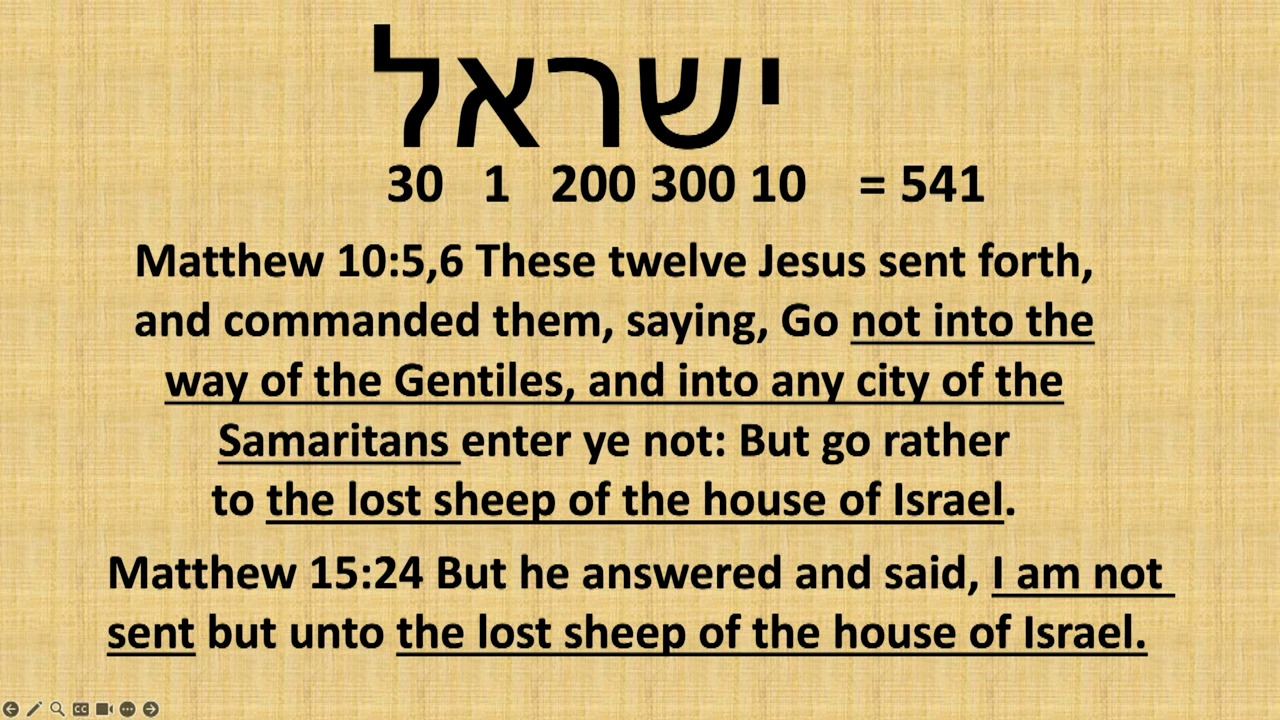 ישראל
30 1 200 300 10 = 541
Matthew 10:5,6 These twelve Jesus sent forth,
and commanded them, saying, Go not into the
way of the Gentiles, and into any city of the
Samaritans enter ye not: But go rather
to the lost sheep of the house of Israel.
Matthew 15:24 But he answered and said, I am not
sent but unto the lost sheep of the house of Israel.
CC